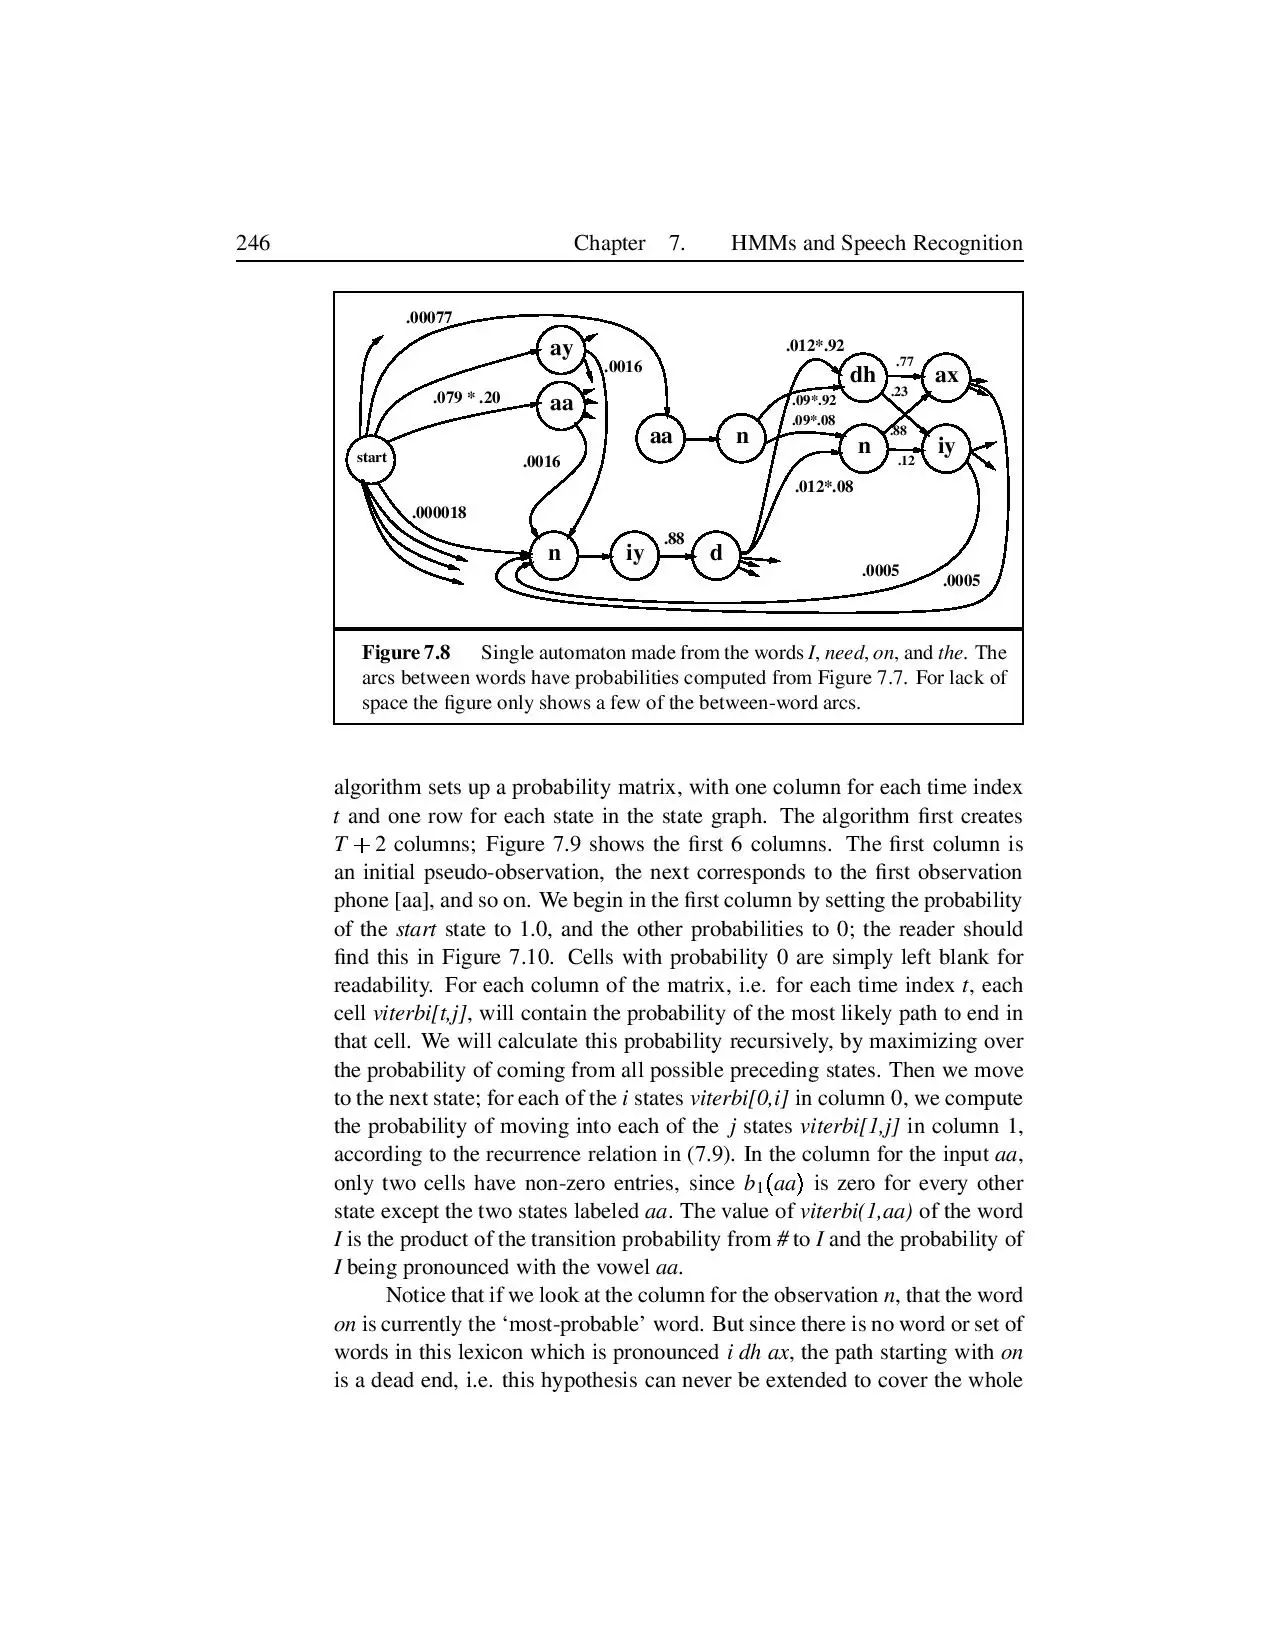 246 Chapter 7. HMMs and Speech Recognition
.00077
ay
.0016
.012*.92
dh
.77
ax
.079 * .20
aa
.09*.92
.23
.09*.08
aa
n
n
.88
iy
.12
start
.0016
.012*.08
.000018
n
iy
.88
d
.0005
.0005
Figure 7.8 Single automaton made from the words I, need, on, and the. The
arcs between words have probabilities computed from Figure 7.7. For lack of
space the figure only shows a few of the between-word arcs.
algorithm sets up a probability matrix, with one column for each time index
t and one row for each state in the state graph. The algorithm first creates
T + 2 columns; Figure 7.9 shows the first 6 columns. The first column is
an initial pseudo-observation, the next corresponds to the first observation
phone [aa], and so on. We begin in the first column by setting the probability
of the start state to 1.0, and the other probabilities to 0; the reader should
find this in Figure 7.10. Cells with probability 0 are simply left blank for
readability. For each column of the matrix, i.e. for each time index t, each
cell viterbi[t,j], will contain the probability of the most likely path to end in
that cell. We will calculate this probability recursively, by maximizing over
the probability of coming from all possible preceding states. Then we move
to the next state; for each of the i states viterbi[0,i] in column 0, we compute
the probability of moving into each of the j states viterbi[1,j] in column 1,
according to the recurrence relation in (7.9). In the column for the input aa,
only two cells have non-zero entries, since b1(aa) is zero for every other
state except the two states labeled aa. The value of viterbi(1,aa) of the word
I is the product of the transition probability from # to I and the probability of
I being pronounced with the vowel aa.
Notice that if we look at the column for the observation n, that the word
on is currently the ‘most-probable’ word. But since there is no word or set of
words in this lexicon which is pronounced i dh ax, the path starting with on
is a dead end, i.e. this hypothesis can never be extended to cover the whole